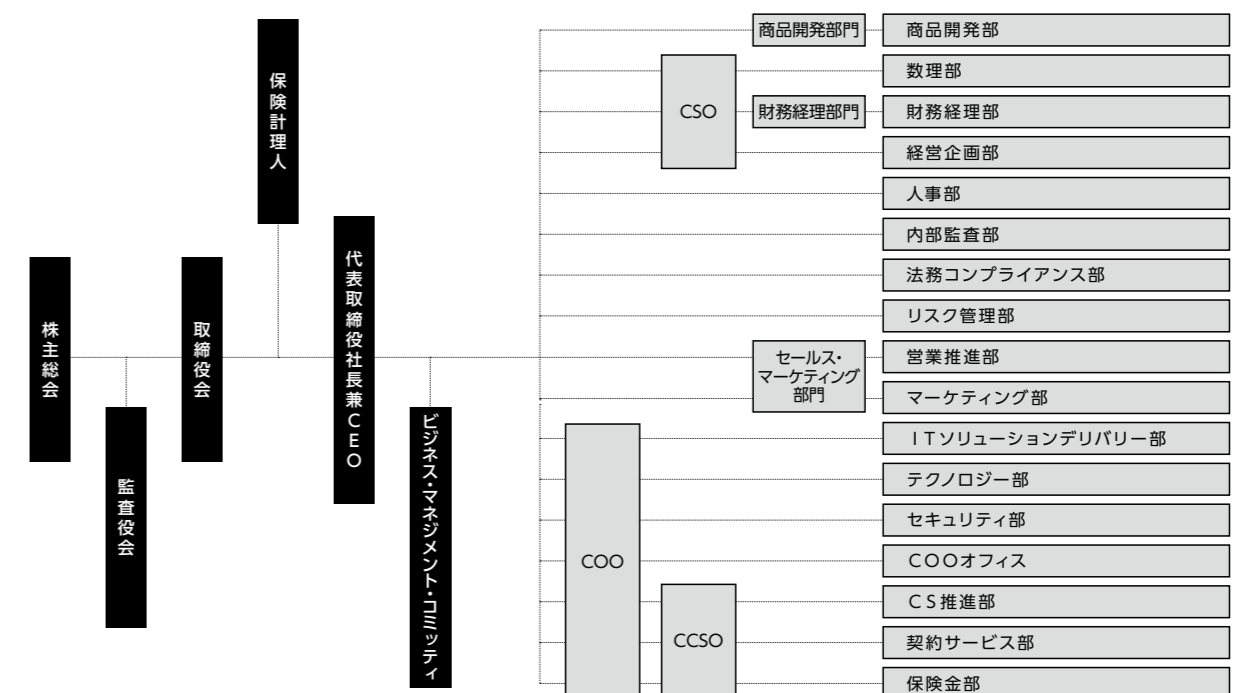 株主総会
監査役会
取締役会
保険計理人
代表取締役社長兼CEO
ビジネス・マネジメント・コミッティ
商品開発部門
商品開発部
CSO
数理部
財務経理部門
財務経理部
経営企画部
人事部
内部監査部
法務コンプライアンス部
リスク管理部
セールス・
マーケティング
部門
営業推進部
マーケティング部
COO
ITソリューションデリバリー部
テクノロジー部
セキュリティ部
COOオフィス
CCSO
CS推進部
契約サービス部
保険金部